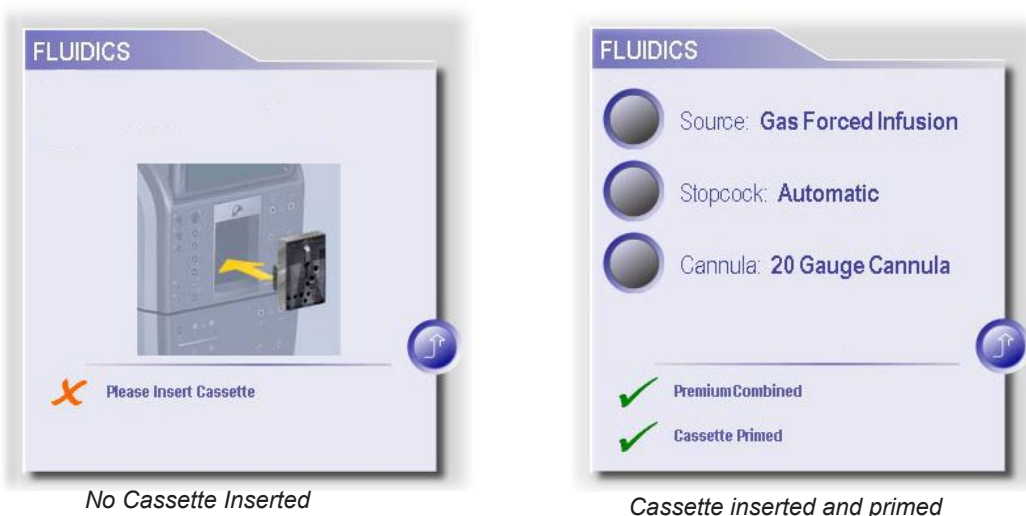 FLUIDICS
Please Insert Cassette
No Cassette Inserted
FLUIDICS
Source: Gas Forced Infusion
Stopcock: Automatic
Cannula: 20 Gauge Cannula
Premium Combined
Cassette Primed
Cassette inserted and primed